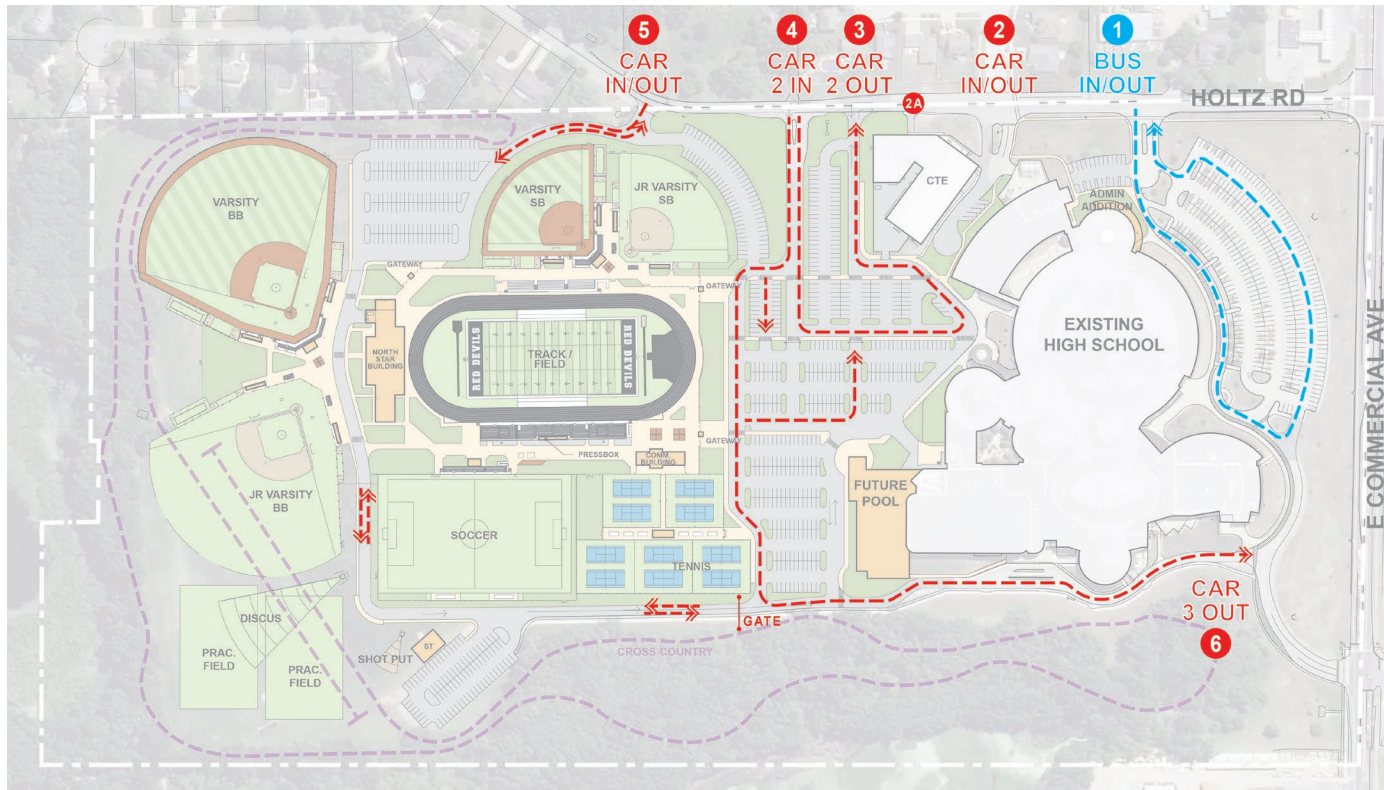 5
CAR
IN/OUT
4
CAR
2 IN
3
CAR
2 OUT
2
CAR
IN/OUT
1
BUS
IN/OUT
2A
HOLTZ RD
E COMMERCIAL AVE
VARSITY
BB
VARSITY
SB
JR VARSITY
SB
CTE
ADMIN
ADDITION
GATEWAY
GATEWAY
NORTH
STAR
BUILDING
RED DEVILS
TRACK /
FIELD
RED DEVILS
EXISTING
HIGH SCHOOL
GATEWAY
PRESSBOX
COMM.
BUILDING
JR VARSITY
BB
FUTURE
POOL
SOCCER
TENNIS
DISCUS
PRAC.
FIELD
PRAC.
FIELD
SHOT PUT
ST
GATE
CROSS-COUNTRY
CAR
3 OUT
6